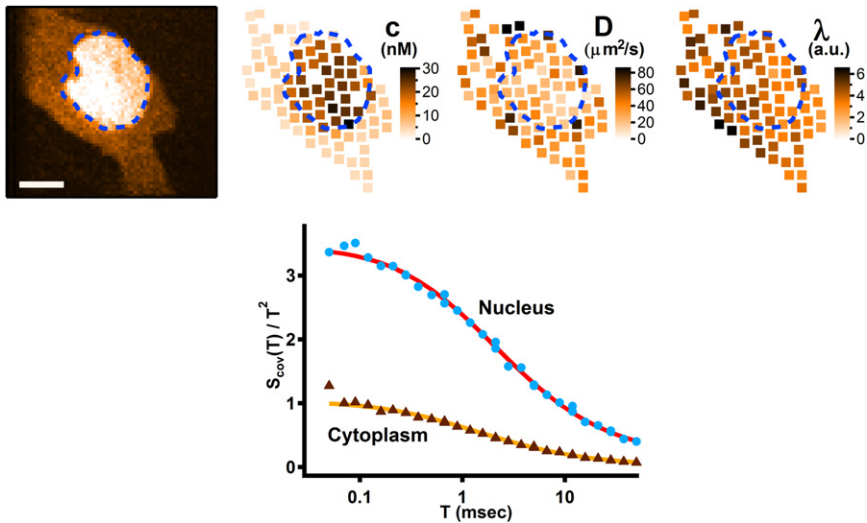 c
(nM)
30
20
10
0
D
(μm²/s)
80
60
40
20
0
λ
(a.u.)
6
4
2
0
S_cov(T) / T²
3
2
1
0
Nucleus
Cytoplasm
0.1 1 10
T (msec)